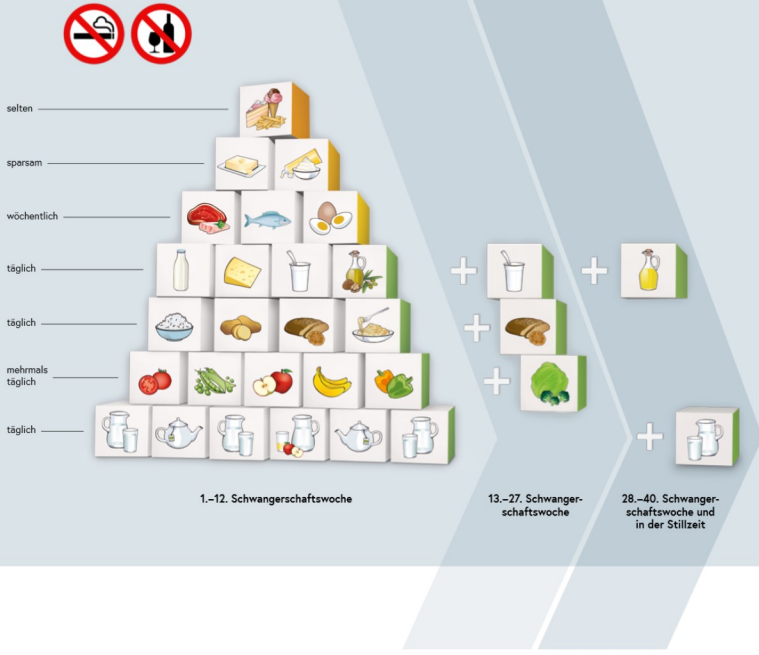 selten
sparsam
wöchentlich
täglich
täglich
mehrmals
täglich
täglich
1.–12. Schwangerschaftswoche
13.–27. Schwanger-
schaftswoche
28.–40. Schwanger-
schaftswoche und
in der Stillzeit